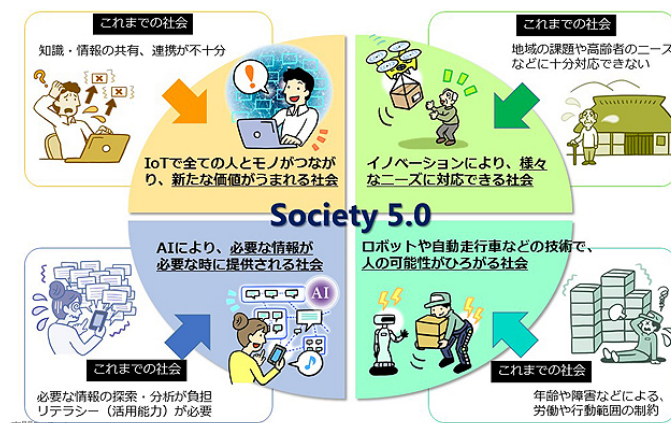 これまでの社会
知識・情報の共有、連携が不十分
IoTで全ての人とモノがつなが
り、新たな価値がうまれる社会
これまでの社会
地域の課題や高齢者のニーズ
などに十分対応できない
イノベーションにより、様々
なニーズに対応できる社会
Society 5.0
AIにより、必要な情報が
必要な時に提供される社会
AI
これまでの社会
必要な情報の探索・分析が負担
リテラシー（活用能力）が必要
ロボットや自動走行車などの技術で、
人の可能性がひろがる社会
これまでの社会
年齢や障害などによる、
労働や行動範囲の制約